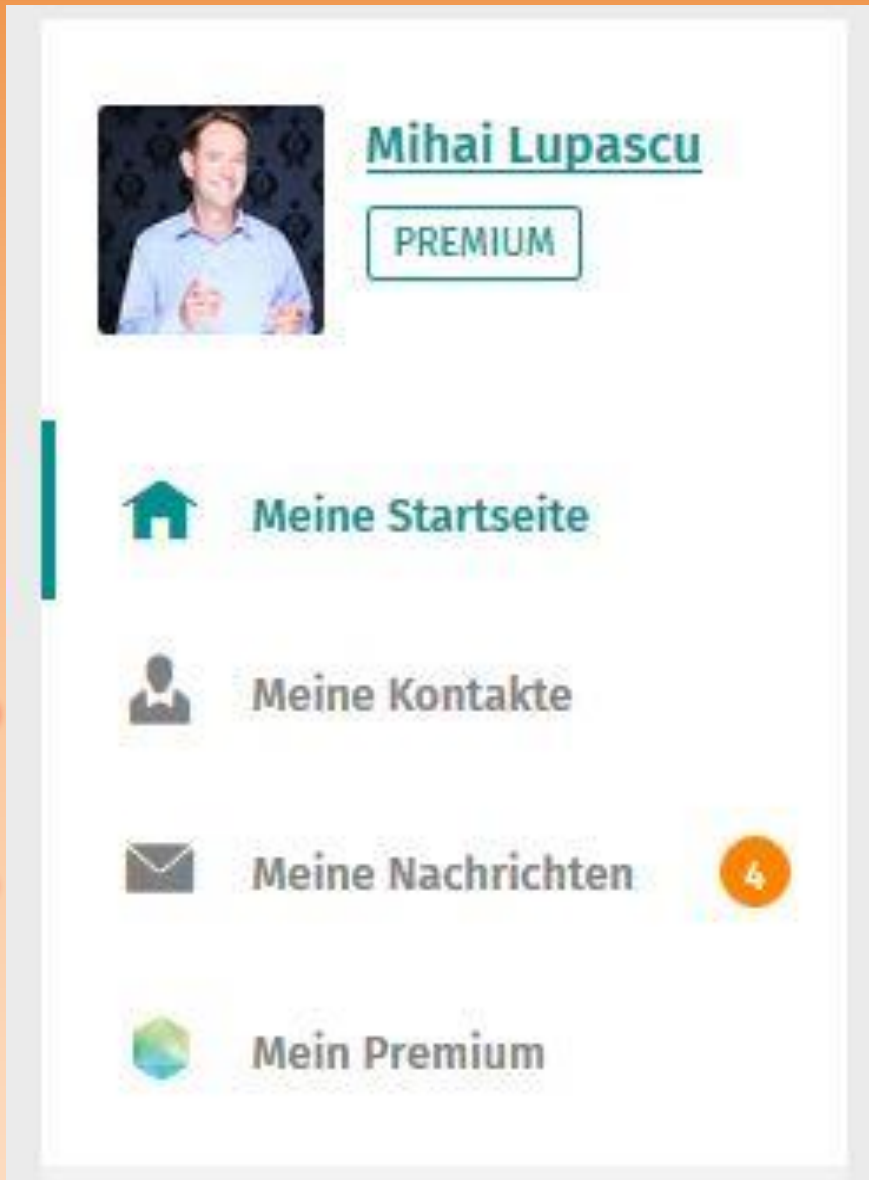 Mihai Lupascu
PREMIUM
Meine Startseite
Meine Kontakte
Meine Nachrichten 4
Mein Premium